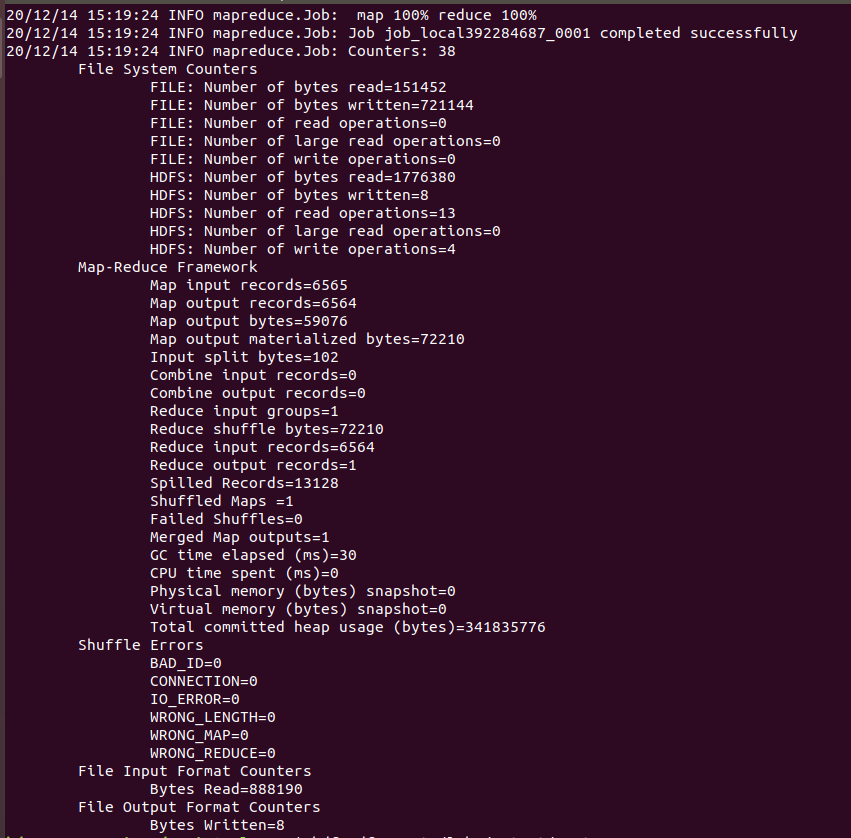 20/12/14 15:19:24 INFO mapreduce.Job:  map 100% reduce 100%
20/12/14 15:19:24 INFO mapreduce.Job: Job job_local392284687_0001 completed successfully
20/12/14 15:19:24 INFO mapreduce.Job: Counters: 38
File System Counters
FILE: Number of bytes read=151452
FILE: Number of bytes written=721144
FILE: Number of read operations=0
FILE: Number of large read operations=0
FILE: Number of write operations=0
HDFS: Number of bytes read=1776380
HDFS: Number of bytes written=8
HDFS: Number of read operations=13
HDFS: Number of large read operations=0
HDFS: Number of write operations=4
Map-Reduce Framework
Map input records=6565
Map output records=6564
Map output bytes=59076
Map output materialized bytes=72210
Input split bytes=102
Combine input records=0
Combine output records=0
Reduce input groups=1
Reduce shuffle bytes=72210
Reduce input records=6564
Reduce output records=1
Spilled Records=13128
Shuffled Maps =1
Failed Shuffles=0
Merged Map outputs=1
GC time elapsed (ms)=30
CPU time spent (ms)=0
Physical memory (bytes) snapshot=0
Virtual memory (bytes) snapshot=0
Total committed heap usage (bytes)=341835776
Shuffle Errors
BAD_ID=0
CONNECTION=0
IO_ERROR=0
WRONG_LENGTH=0
WRONG_MAP=0
WRONG_REDUCE=0
File Input Format Counters
Bytes Read=888190
File Output Format Counters
Bytes Written=8